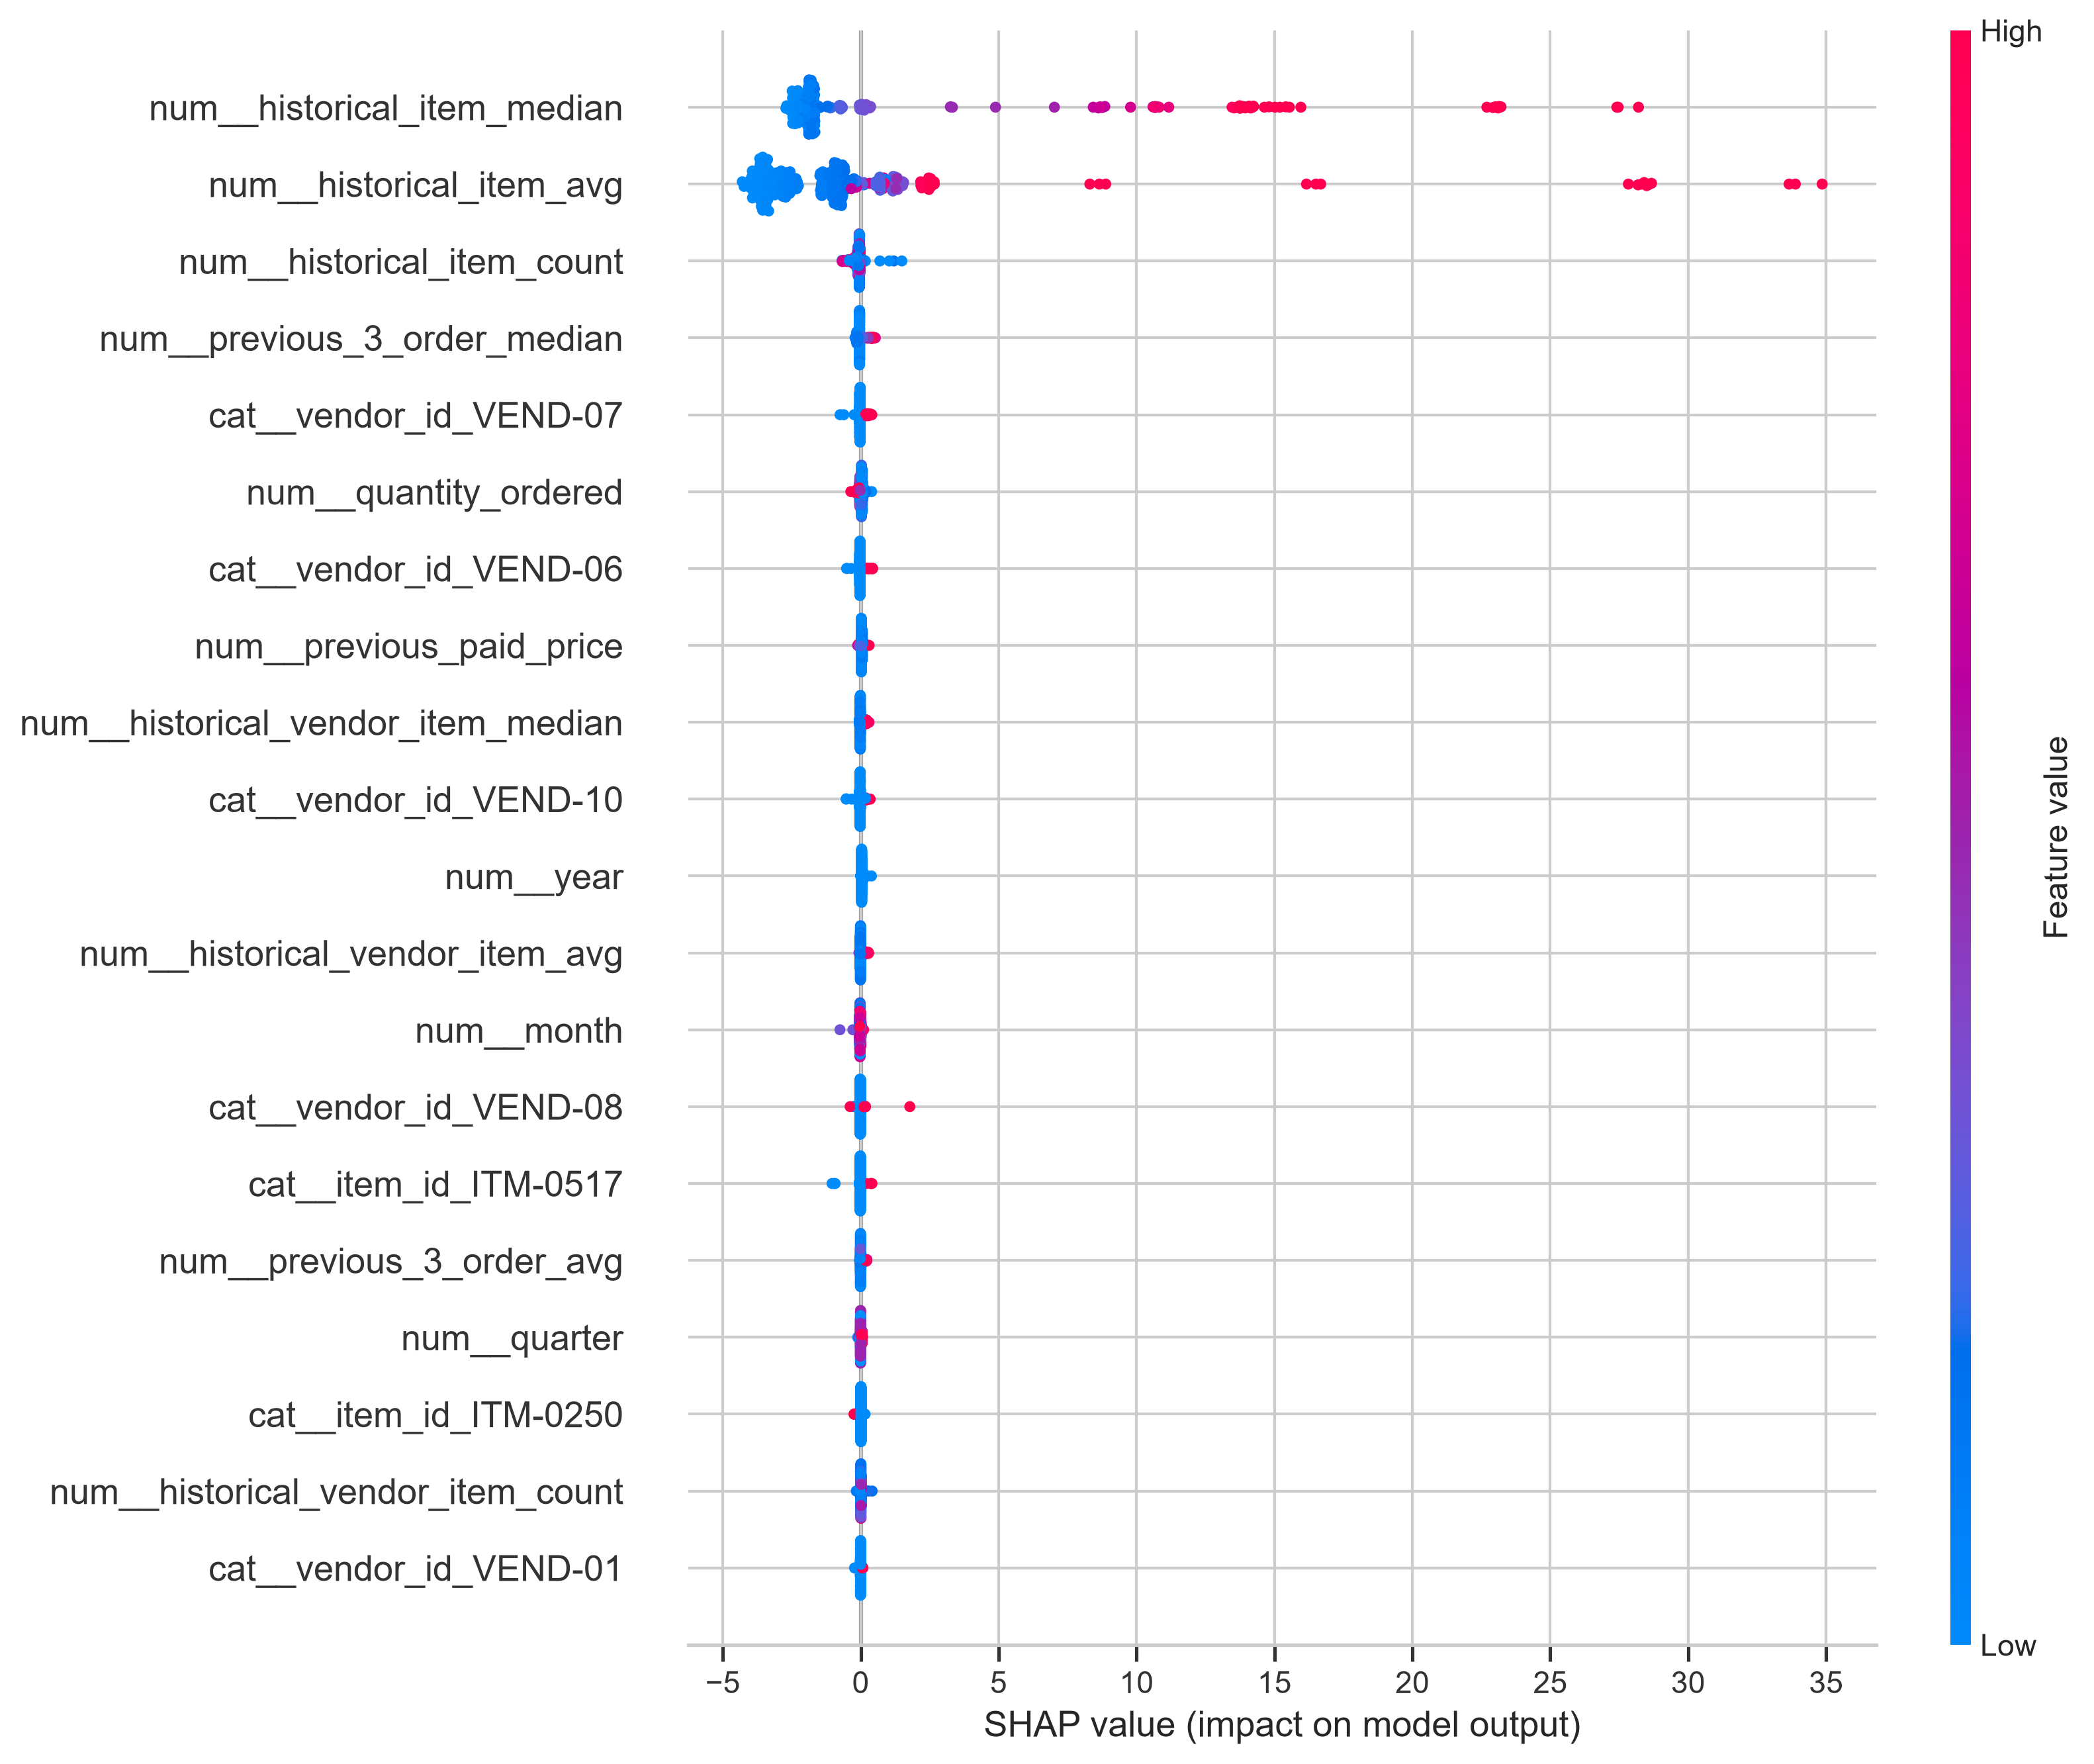 High
num__historical_item_median
num__historical_item_avg
num__historical_item_count
num__previous_3_order_median
cat__vendor_id_VEND-07
num__quantity_ordered
cat__vendor_id_VEND-06
num__previous_paid_price
num__historical_vendor_item_median
cat__vendor_id_VEND-10
num__year
num__historical_vendor_item_avg
num__month
cat__vendor_id_VEND-08
cat__item_id_ITM-0517
num__previous_3_order_avg
num__quarter
cat__item_id_ITM-0250
num__historical_vendor_item_count
cat__vendor_id_VEND-01
Feature value
Low
−5 0 5 10 15 20 25 30 35
SHAP value (impact on model output)